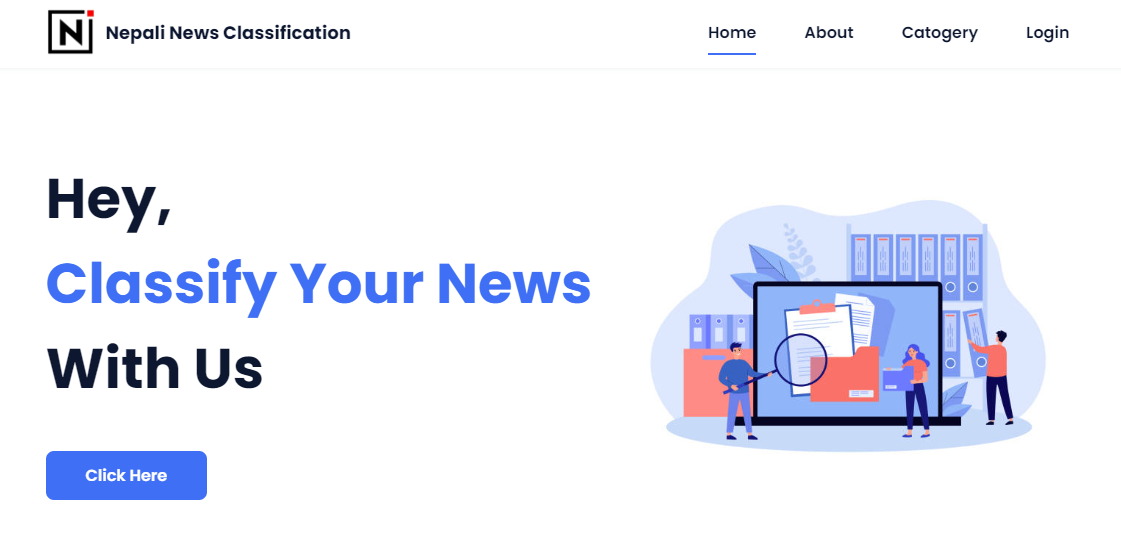 Nepali News Classification
Home About Catogery Login
Hey,
Classify Your News
With Us
Click Here